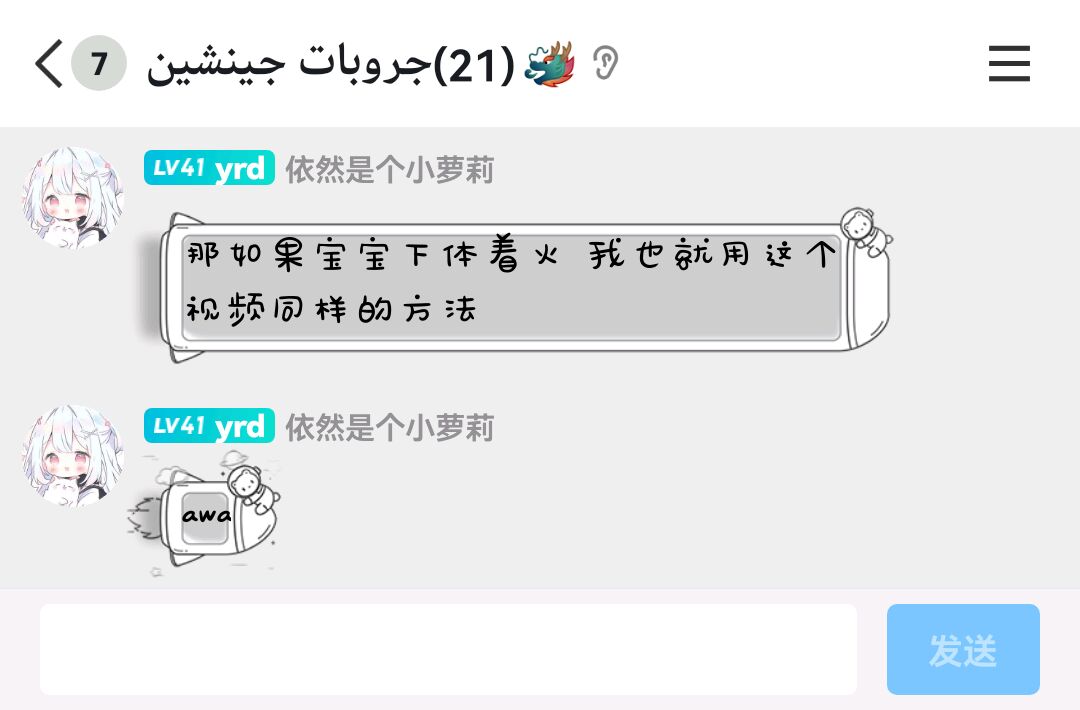 7 جروبات جينشين(21)🐲
LV41 yrd 依然是个小萝莉
那如果宝宝下体着火 我也就用这个
视频同样的方法
LV41 yrd 依然是个小萝莉
awa
发送